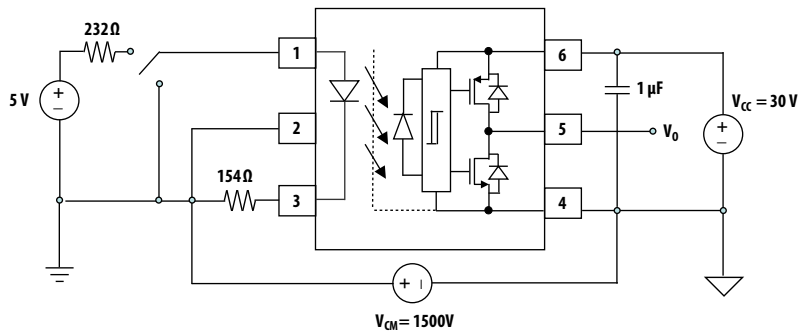 232Ω
5 V
+
−
1
2
3
154Ω
6
5
4
1 µF
V₀
V_CC = 30 V
+
−
+ −
V_CM = 1500V